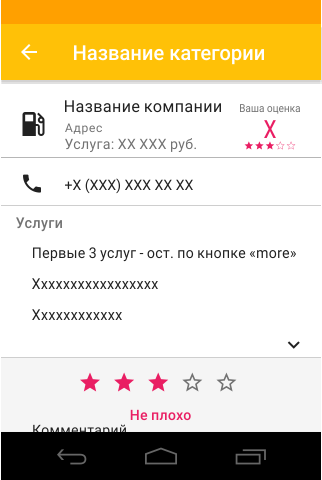 Название категории
Название компании
Ваша оценка
Адрес
X
Услуга: XX XXX руб.
+X (XXX) XXX XX XX
Услуги
Первые 3 услуг - ост. по кнопке «more»
Xxxxxxxxxxxxxxxxx
Xxxxxxxxxxxx
Не плохо
Комментарий